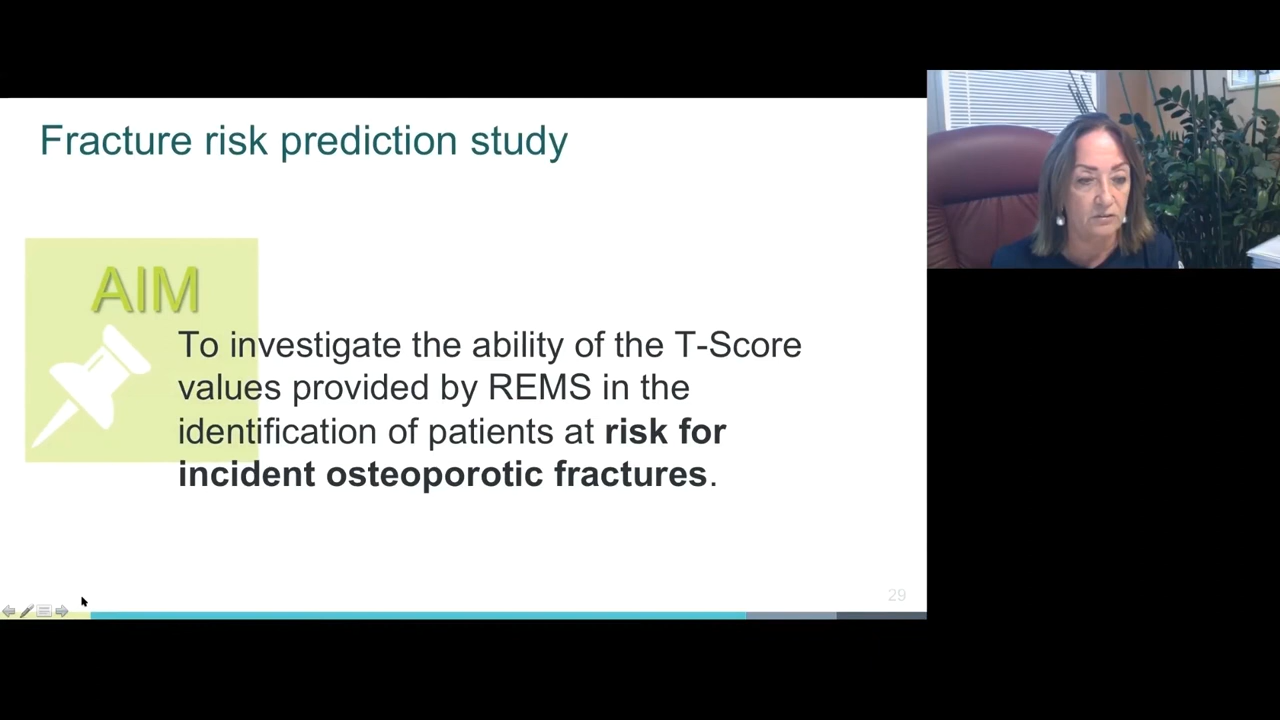 Fracture risk prediction study
AIM
To investigate the ability of the T-Score
values provided by REMS in the
identification of patients at risk for
incident osteoporotic fractures.
29